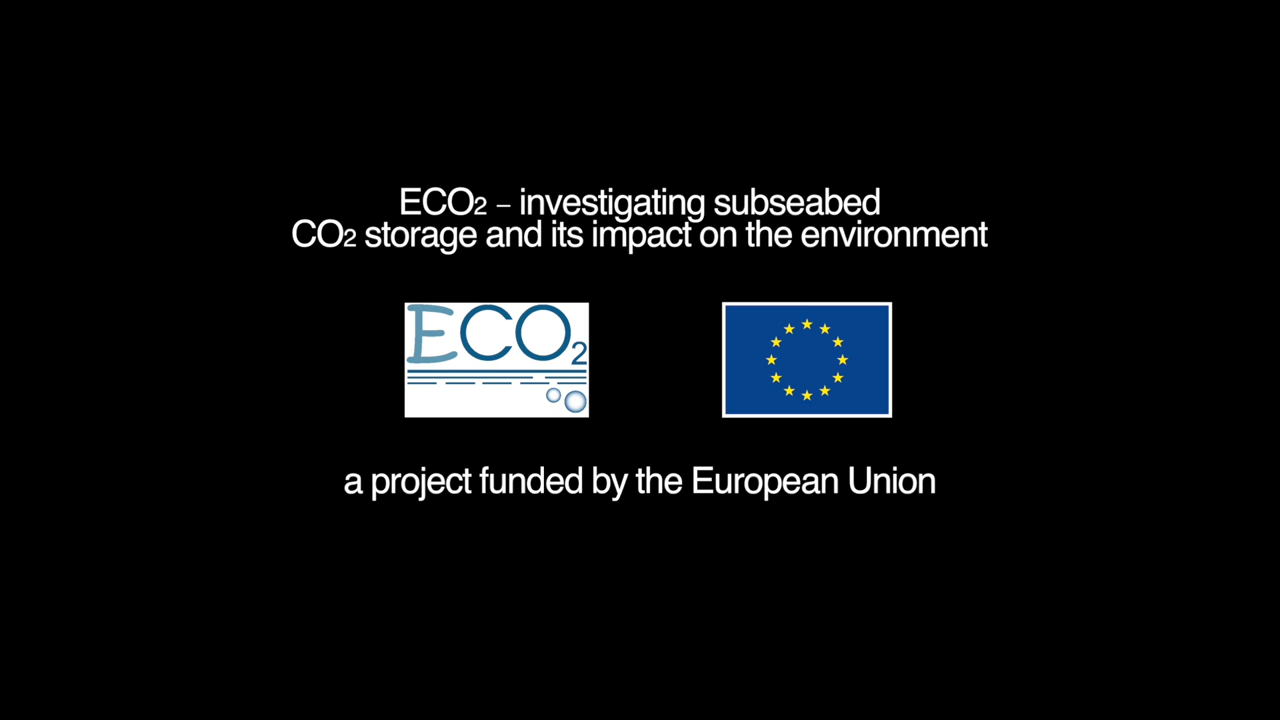 ECO₂ – investigating subseabed
CO₂ storage and its impact on the environment
ECO₂
a project funded by the European Union